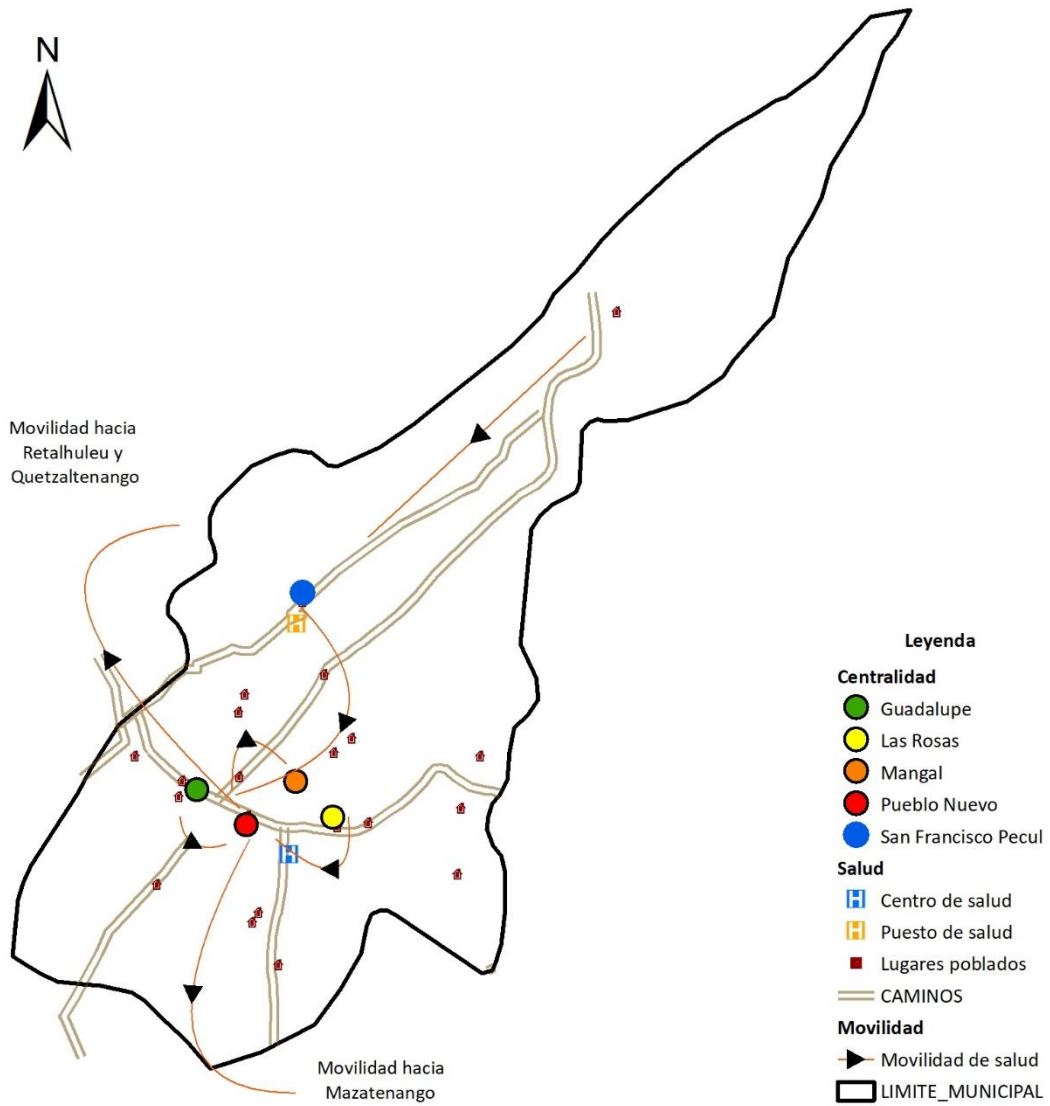 N
Movilidad hacia
Retalhuleu y
Quetzaltenango
Movilidad hacia
Mazatenango
Leyenda
Centralidad
Guadalupe
Las Rosas
Mangal
Pueblo Nuevo
San Francisco Pecul
Salud
H Centro de salud
H Puesto de salud
Lugares poblados
CAMINOS
Movilidad
Movilidad de salud
LIMITE_MUNICIPAL
H
H